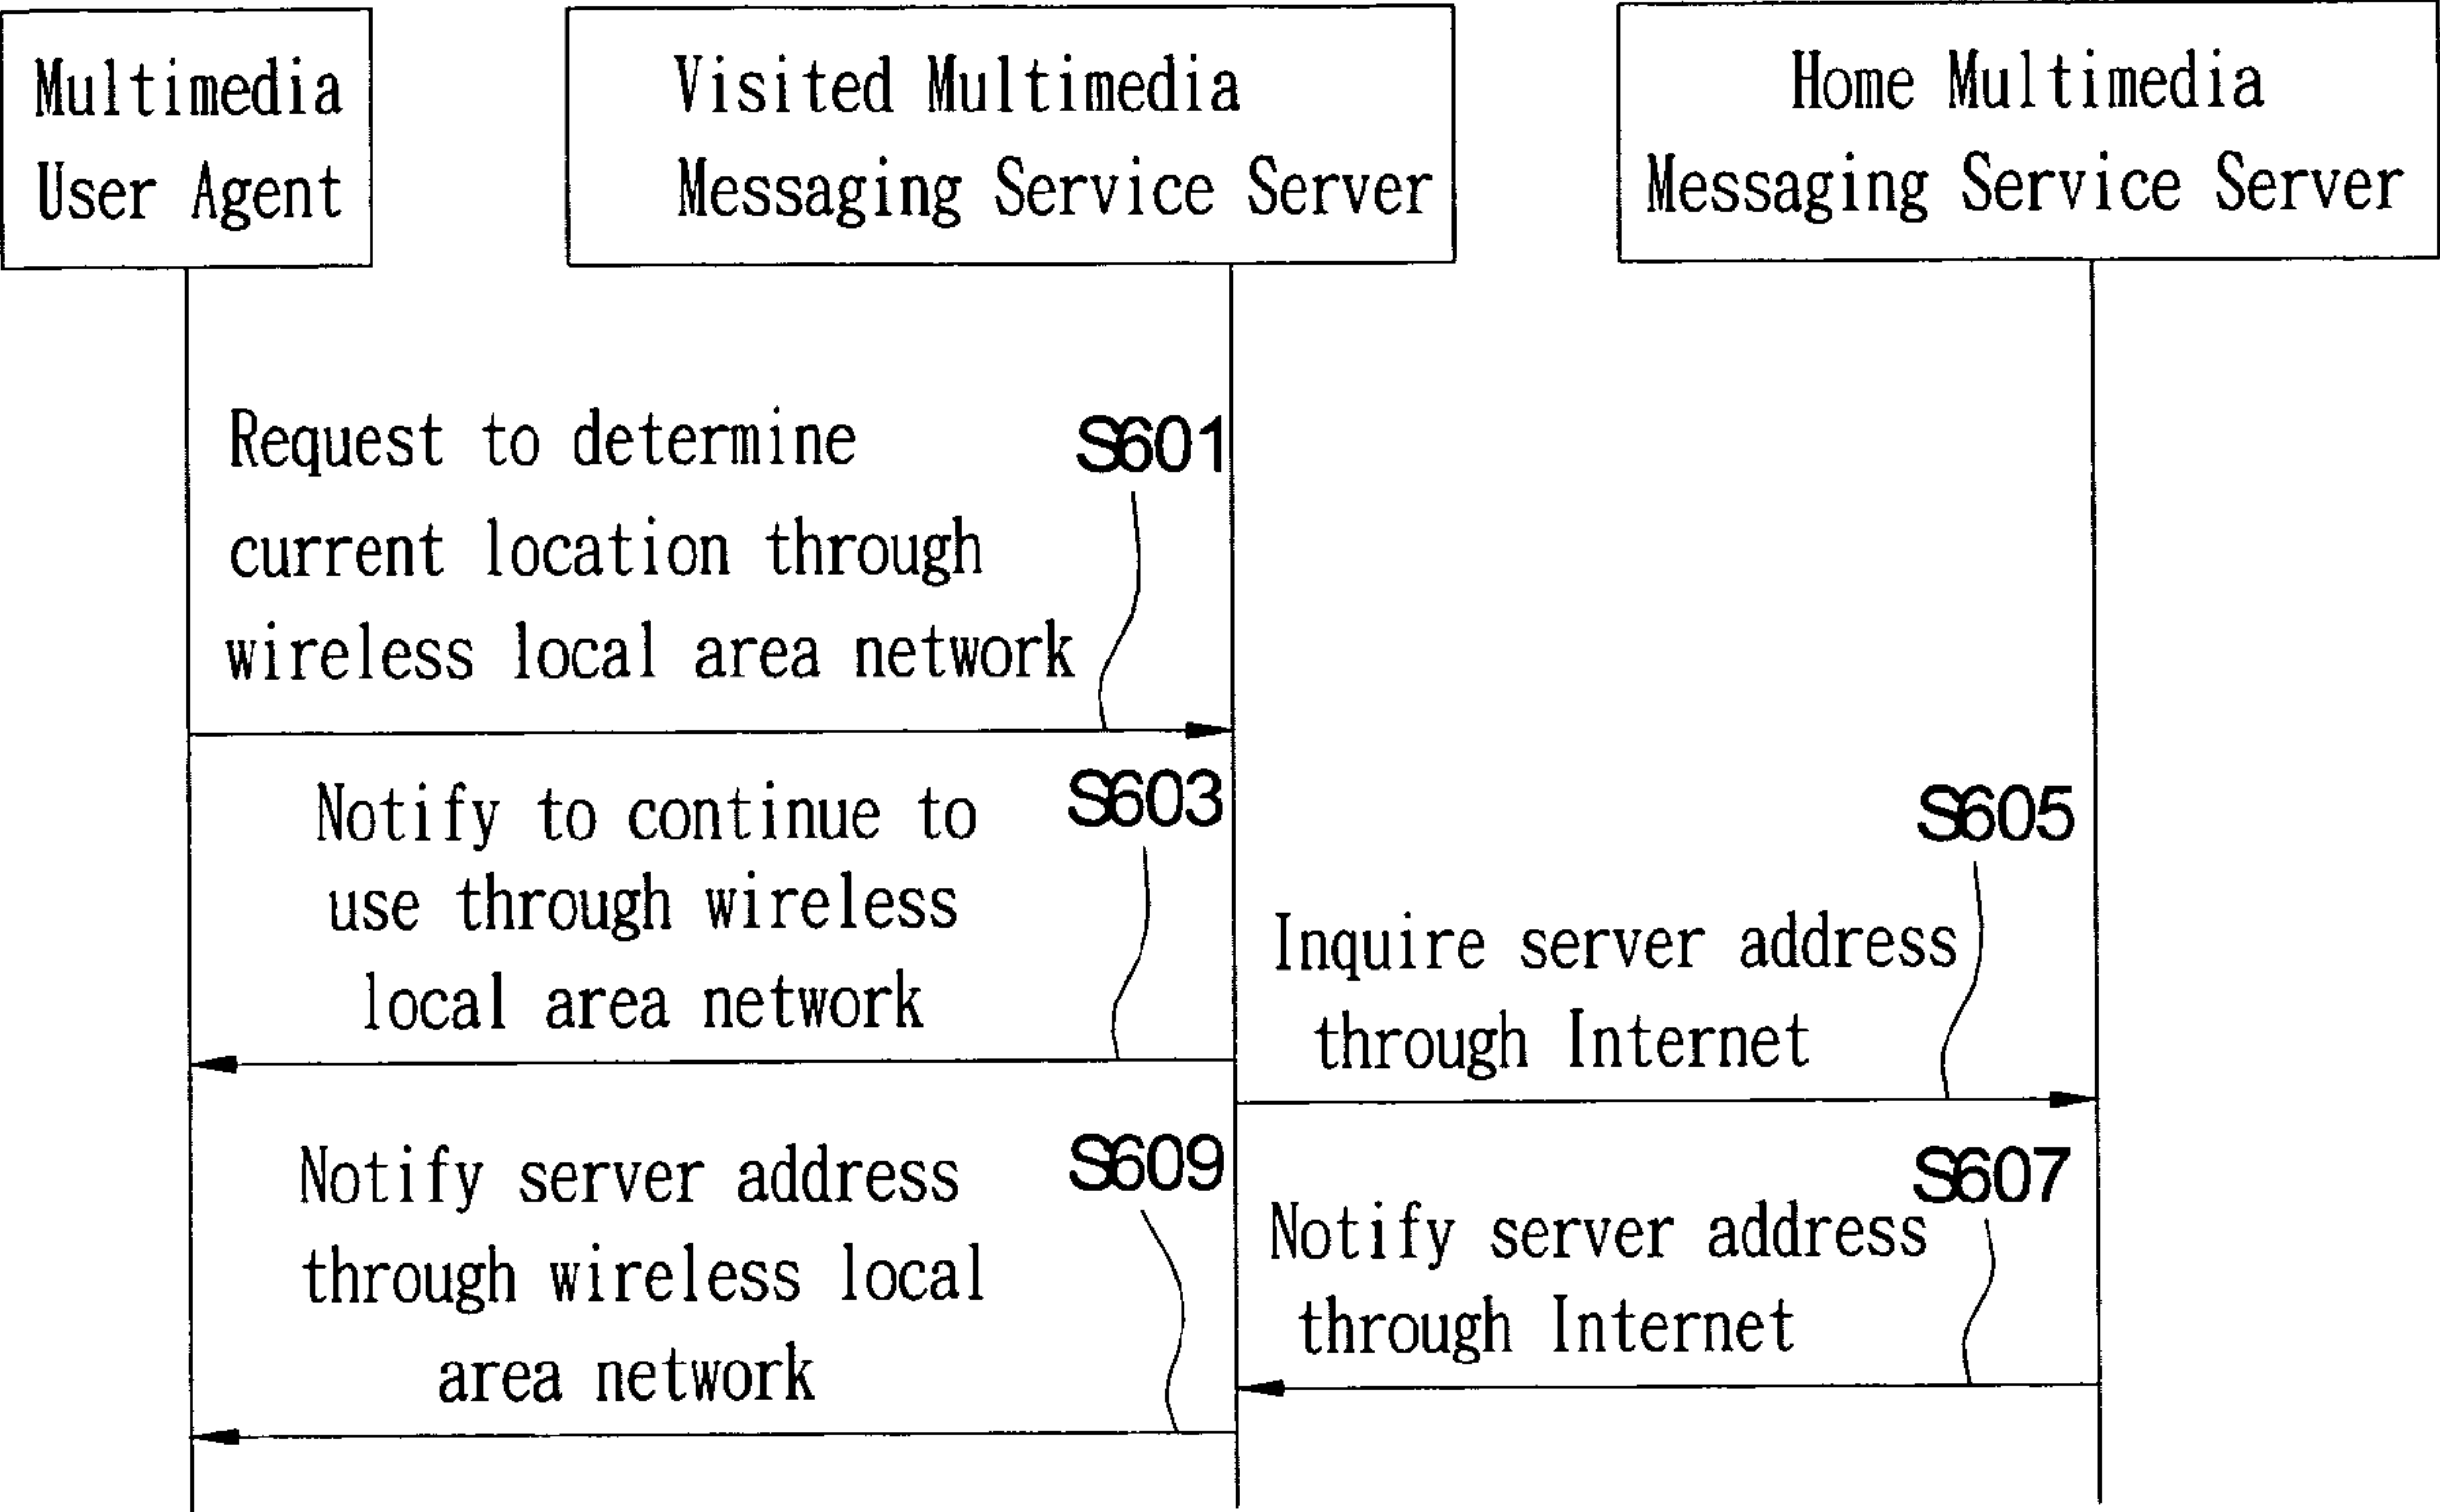 Multimedia
User Agent
Visited Multimedia
Messaging Service Server
Home Multimedia
Messaging Service Server
Request to determine
current location through
wireless local area network
S601
Notify to continue to
use through wireless
local area network
S603
Inquire server address
through Internet
S605
Notify server address
through Internet
S607
Notify server address
through wireless local
area network
S609